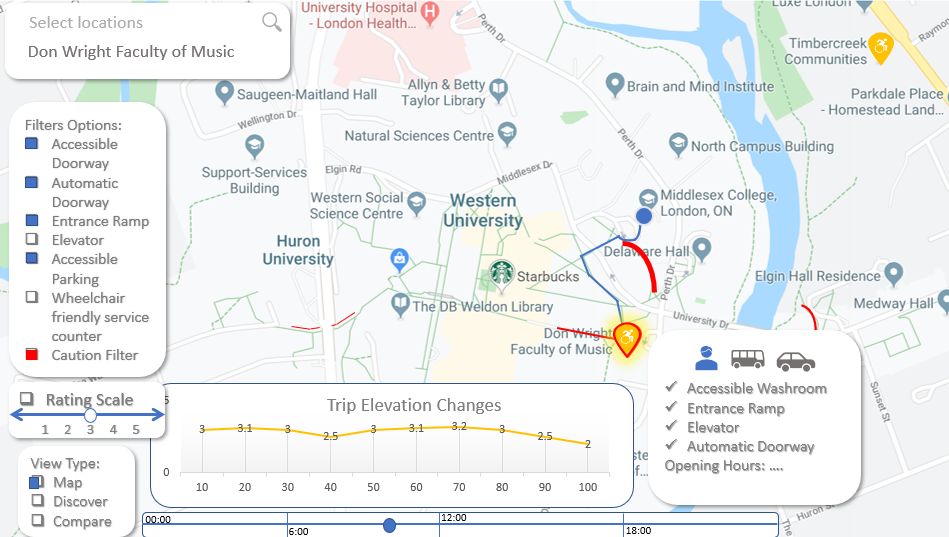 Select locations
Don Wright Faculty of Music
University Hospital
- London Health...
Luxe London
Timbercreek
Communities
Raymo
Perth Dr
Allyn & Betty
Taylor Library
Brain and Mind Institute
Parkdale Place
- Homestead Land...
Saugeen-Maitland Hall
Wellington Dr
Natural Sciences Centre
Perth Dr
North Campus Building
Support-Services
Building
Elgin Rd
Middlesex Dr
Western Social
Science Centre
Western
University
Middlesex College,
London, ON
Huron
University
Delaware Hall
Starbucks
Perth Dr
Elgin Hall Residence
The DB Weldon Library
Medway Hall
University Dr
Don Wright
Faculty of Music
Sunset St
The
Filters Options:
Accessible
Doorway
Automatic
Doorway
Entrance Ramp
Elevator
Accessible
Parking
Wheelchair
friendly service
counter
Caution Filter
Rating Scale
1 2 3 4 5
View Type:
Map
Discover
Compare
Trip Elevation Changes
5
3 3.1 3 2.5 3 3.1 3.2 3 2.5 2
0
10 20 30 40 50 60 70 80 90 100
Accessible Washroom
Entrance Ramp
Elevator
Automatic Doorway
Opening Hours: ....
00:00
6:00
12:00
18:00